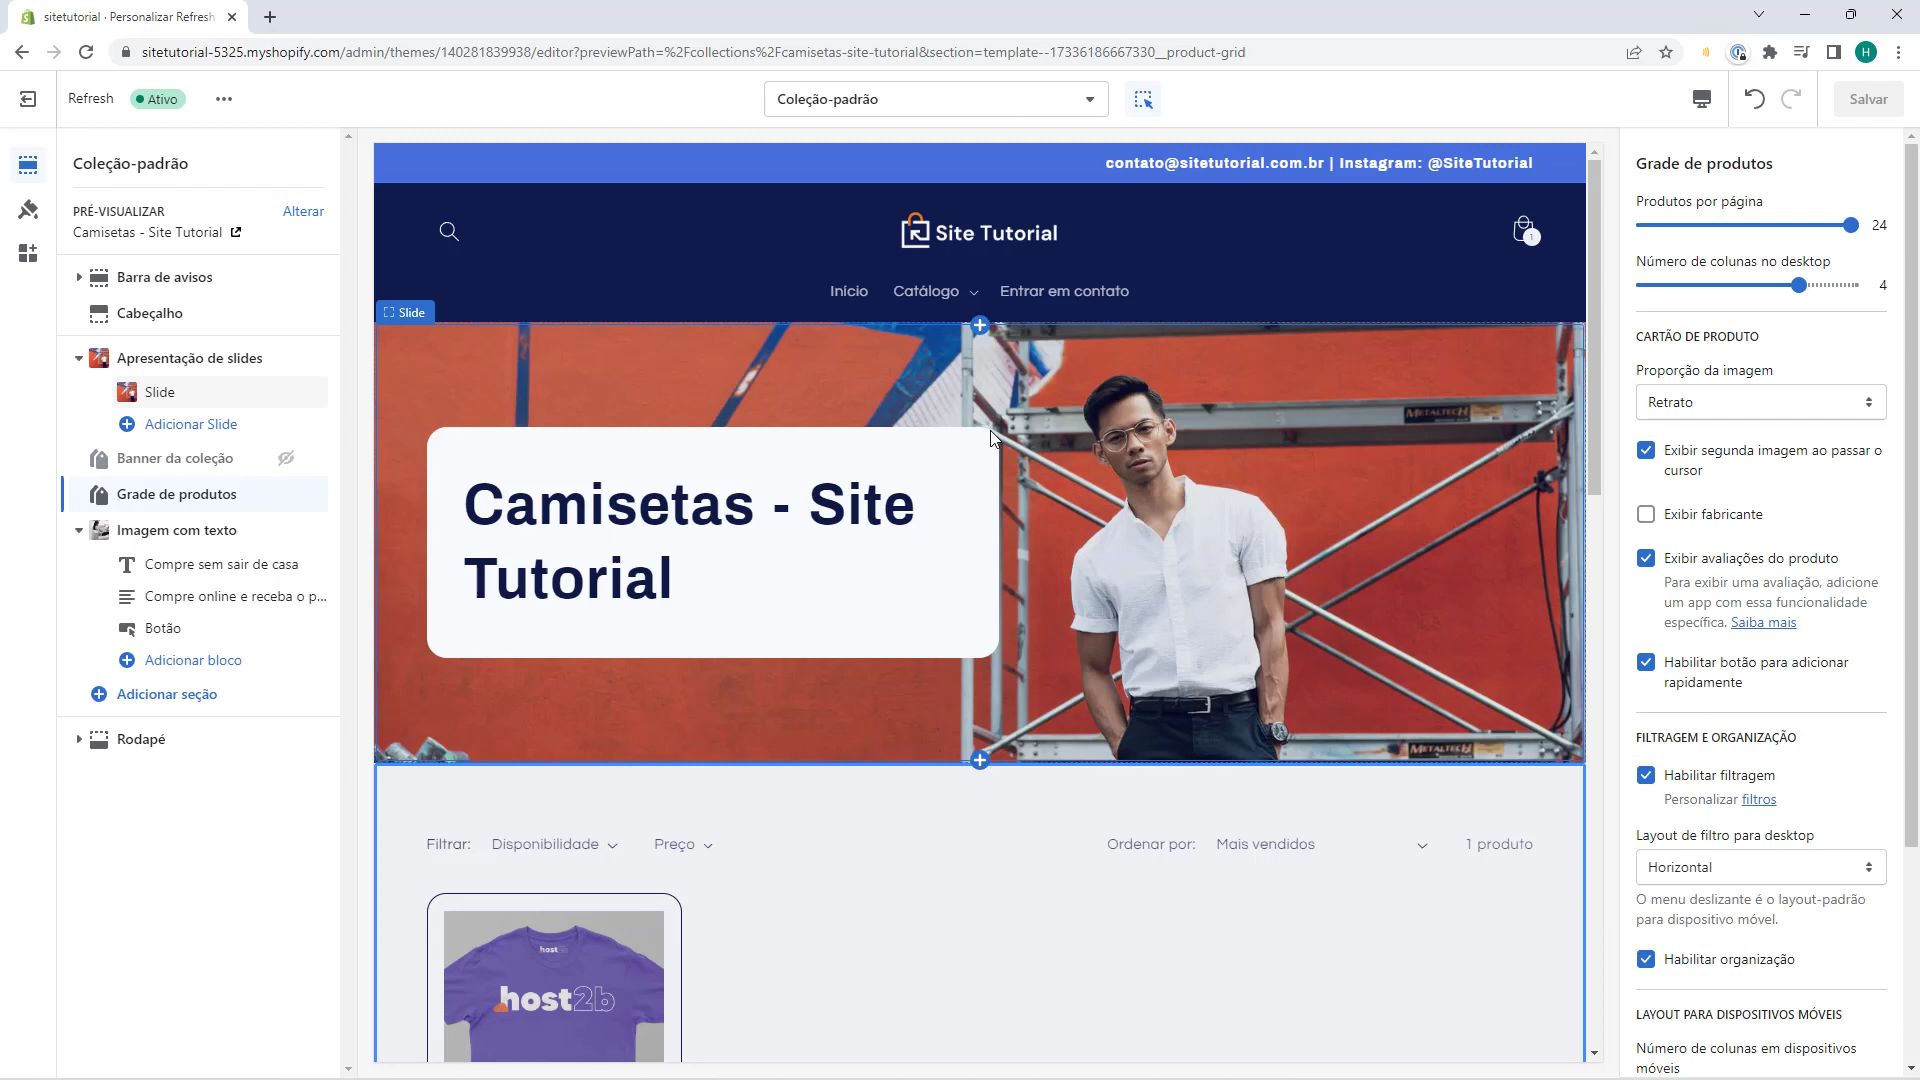 sitetutorial · Personalizar Refresh
sitetutorial-5325.myshopify.com/admin/themes/140281839938/editor?previewPath=%2Fcollections%2Fcamisetas-site-tutorial&section=template--17336186667330__product-grid
H
Refresh
Ativo
Coleção-padrão
Salvar
Coleção-padrão
PRÉ-VISUALIZAR
Alterar
Camisetas - Site Tutorial
Barra de avisos
Cabeçalho
Apresentação de slides
Slide
Adicionar Slide
Banner da coleção
Grade de produtos
Imagem com texto
Compre sem sair de casa
Compre online e receba o p...
Botão
Adicionar bloco
Adicionar seção
Rodapé
contato@sitetutorial.com.br | Instagram: @SiteTutorial
Site Tutorial
1
Início
Catálogo
Entrar em contato
Slide
METALTECH
Camisetas - Site
Tutorial
METALTECH
Filtrar:
Disponibilidade
Preço
Ordenar por:
Mais vendidos
1 produto
host2b
host2b
Grade de produtos
Produtos por página
24
Número de colunas no desktop
4
CARTÃO DE PRODUTO
Proporção da imagem
Retrato
Exibir segunda imagem ao passar o
cursor
Exibir fabricante
Exibir avaliações do produto
Para exibir uma avaliação, adicione
um app com essa funcionalidade
específica. Saiba mais
Habilitar botão para adicionar
rapidamente
FILTRAGEM E ORGANIZAÇÃO
Habilitar filtragem
Personalizar filtros
Layout de filtro para desktop
Horizontal
O menu deslizante é o layout-padrão
para dispositivo móvel.
Habilitar organização
LAYOUT PARA DISPOSITIVOS MÓVEIS
Número de colunas em dispositivos
móveis